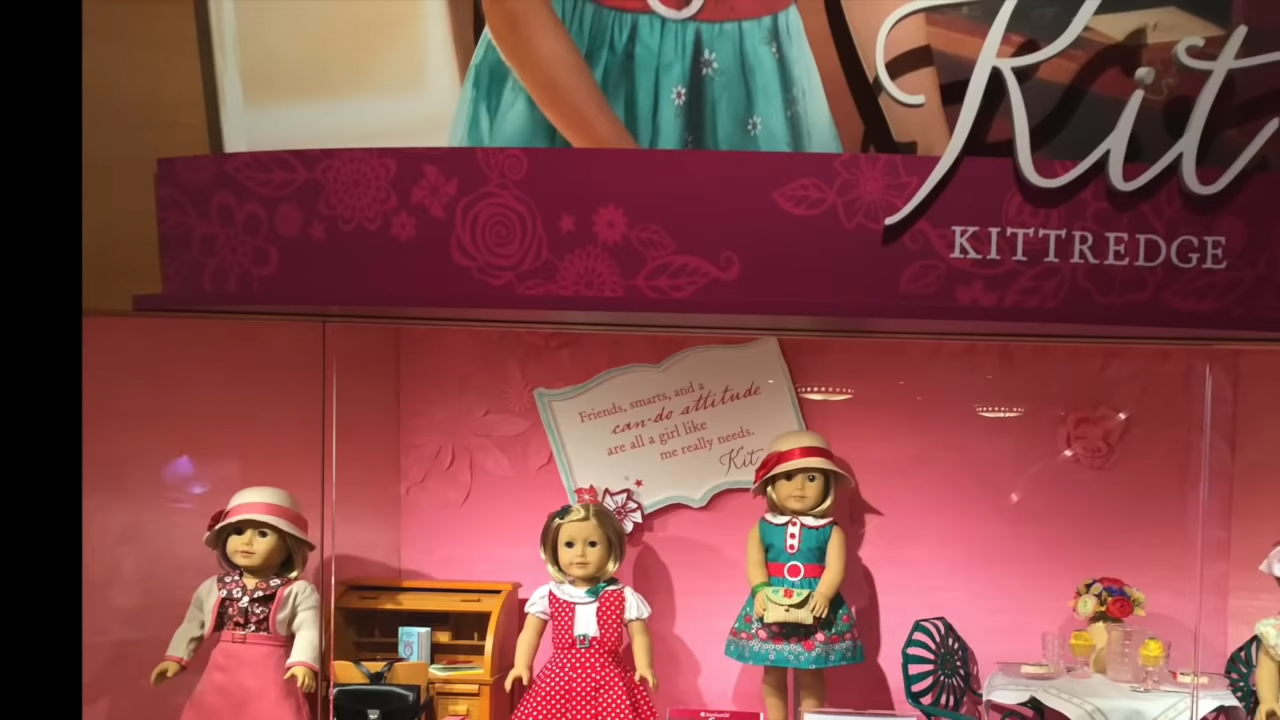 Kit
KITTREDGE
Friends, smarts, and a
can-do attitude
are all a girl like
me really needs.
Kit